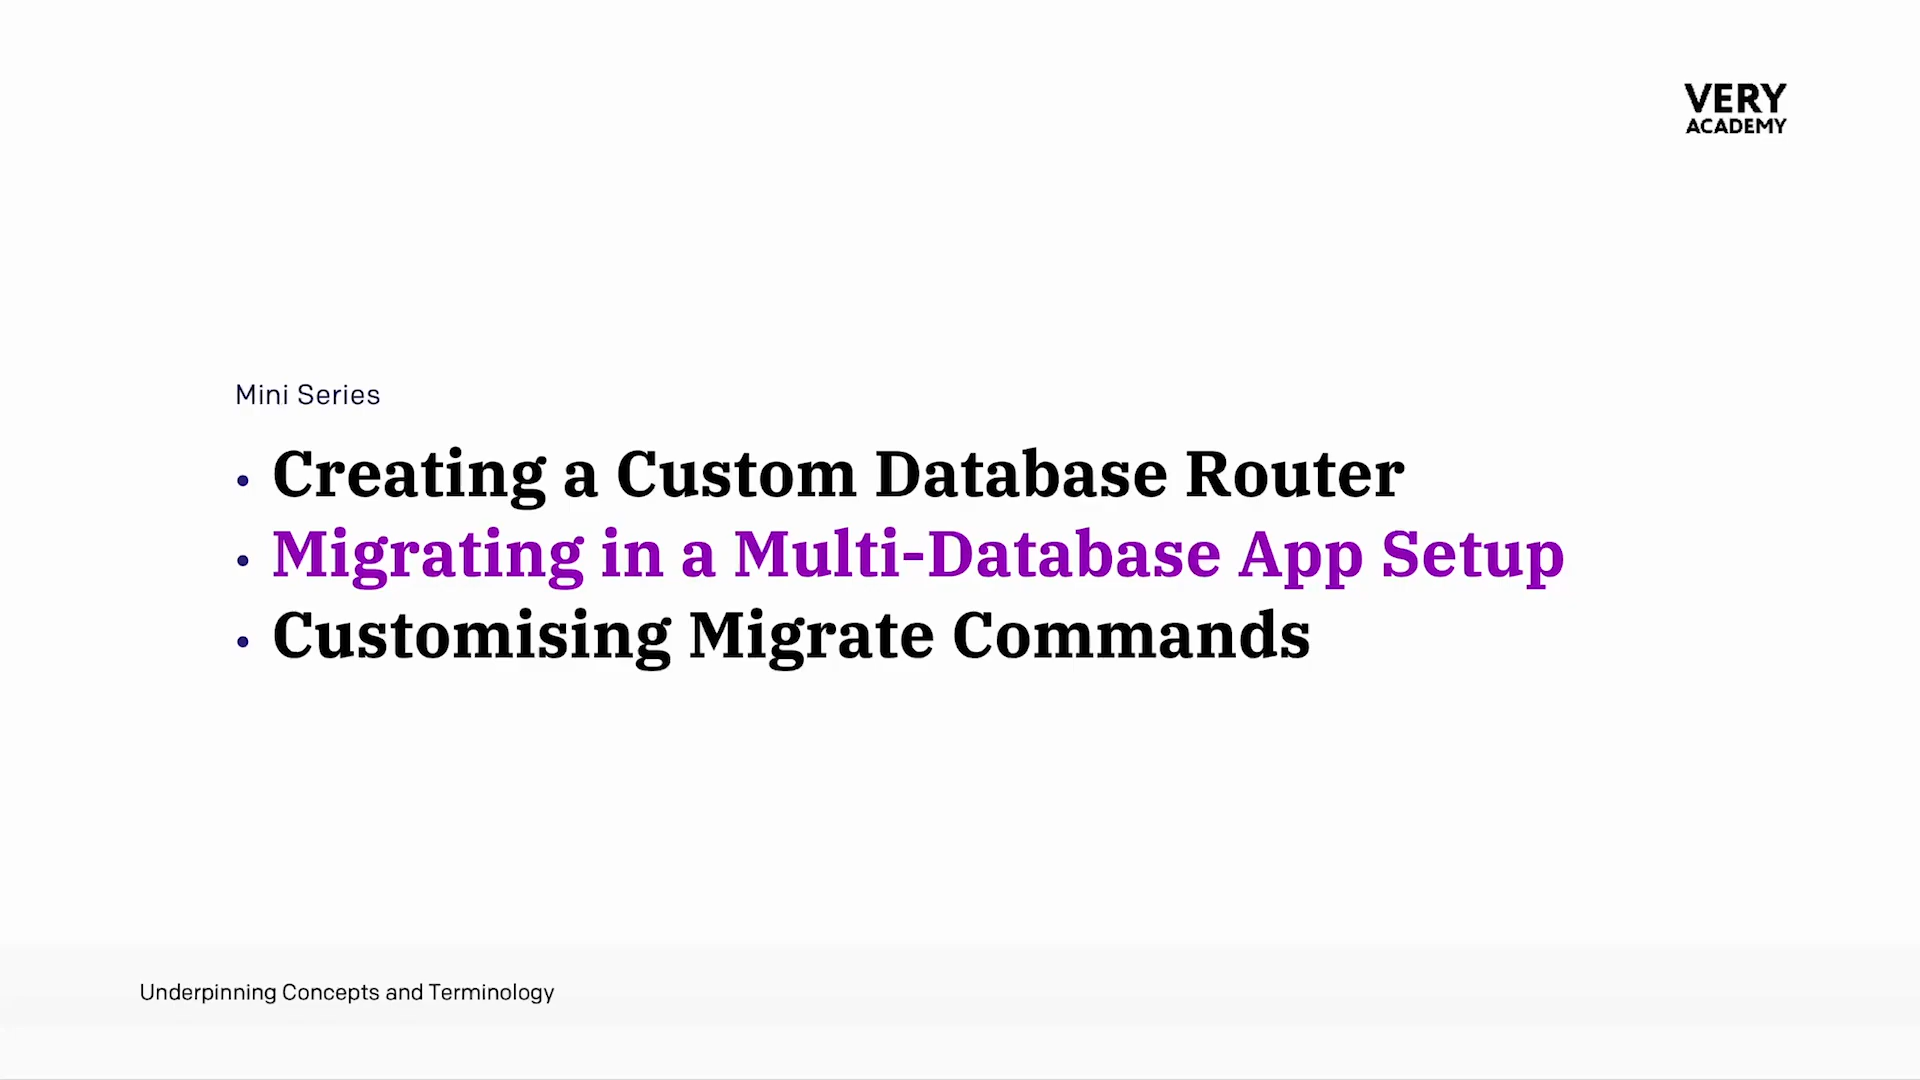 VERY
ACADEMY
Mini Series
• Creating a Custom Database Router
• Migrating in a Multi-Database App Setup
• Customising Migrate Commands
Underpinning Concepts and Terminology